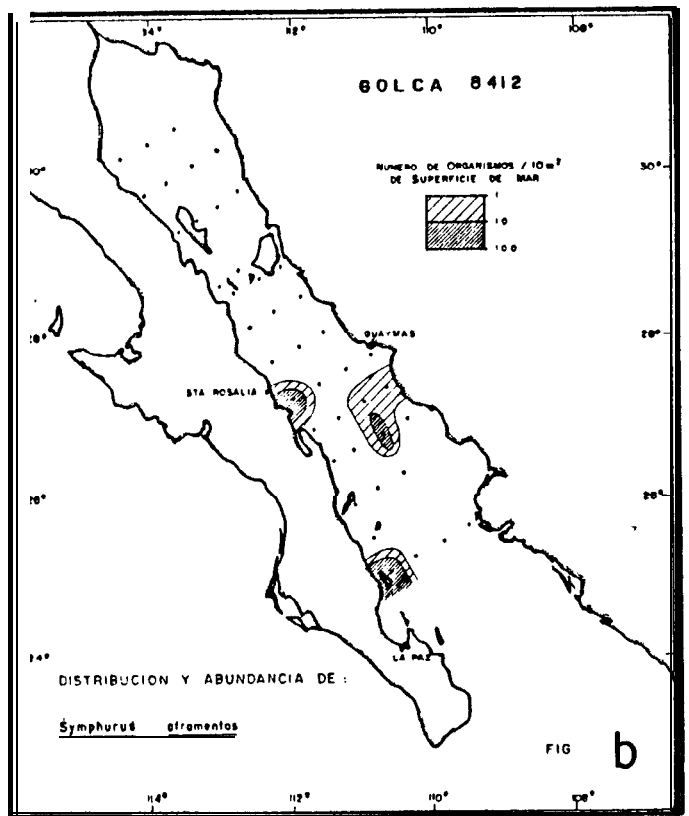 114° 112° 110° 108°
GOLCA 8412
NUMERO DE ORGANISMOS / 10 m²
DE SUPERFICIE DE MAR
1
10
100
30° 30°
GUAYMAS
28° 28°
STA ROSALIA
26° 26°
LA PAZ
24°
DISTRIBUCION Y ABUNDANCIA DE :
Symphurus atramentos
FIG b
114° 112° 110° 108°